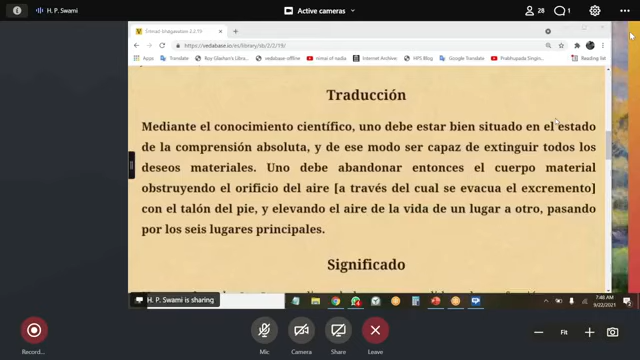 H. P. Swami
Active cameras
28
1
Srimad-bhagavatam 2.2.19
https://vedabase.io/es/library/sb/2/2/19/
Apps
Translate
Roy Gharlan's Library
vedabase-offline
nimai of nadia
Internet Archive
HPS Blog
Google Translate
Prabhupada Singin...
Reading list
Traducción
Mediante el conocimiento científico, uno debe estar bien situado en el estado
de la comprensión absoluta, y de ese modo ser capaz de extinguir todos los
deseos materiales. Uno debe abandonar entonces el cuerpo material
obstruyendo el orificio del aire [a través del cual se evacua el excremento]
con el talón del pie, y elevando el aire de la vida de un lugar a otro, pasando
por los seis lugares principales.
Significado
H. P. Swami is sharing
7:48 AM
9/22/2021
Record...
Mic
Camera
Share
Leave
Fit